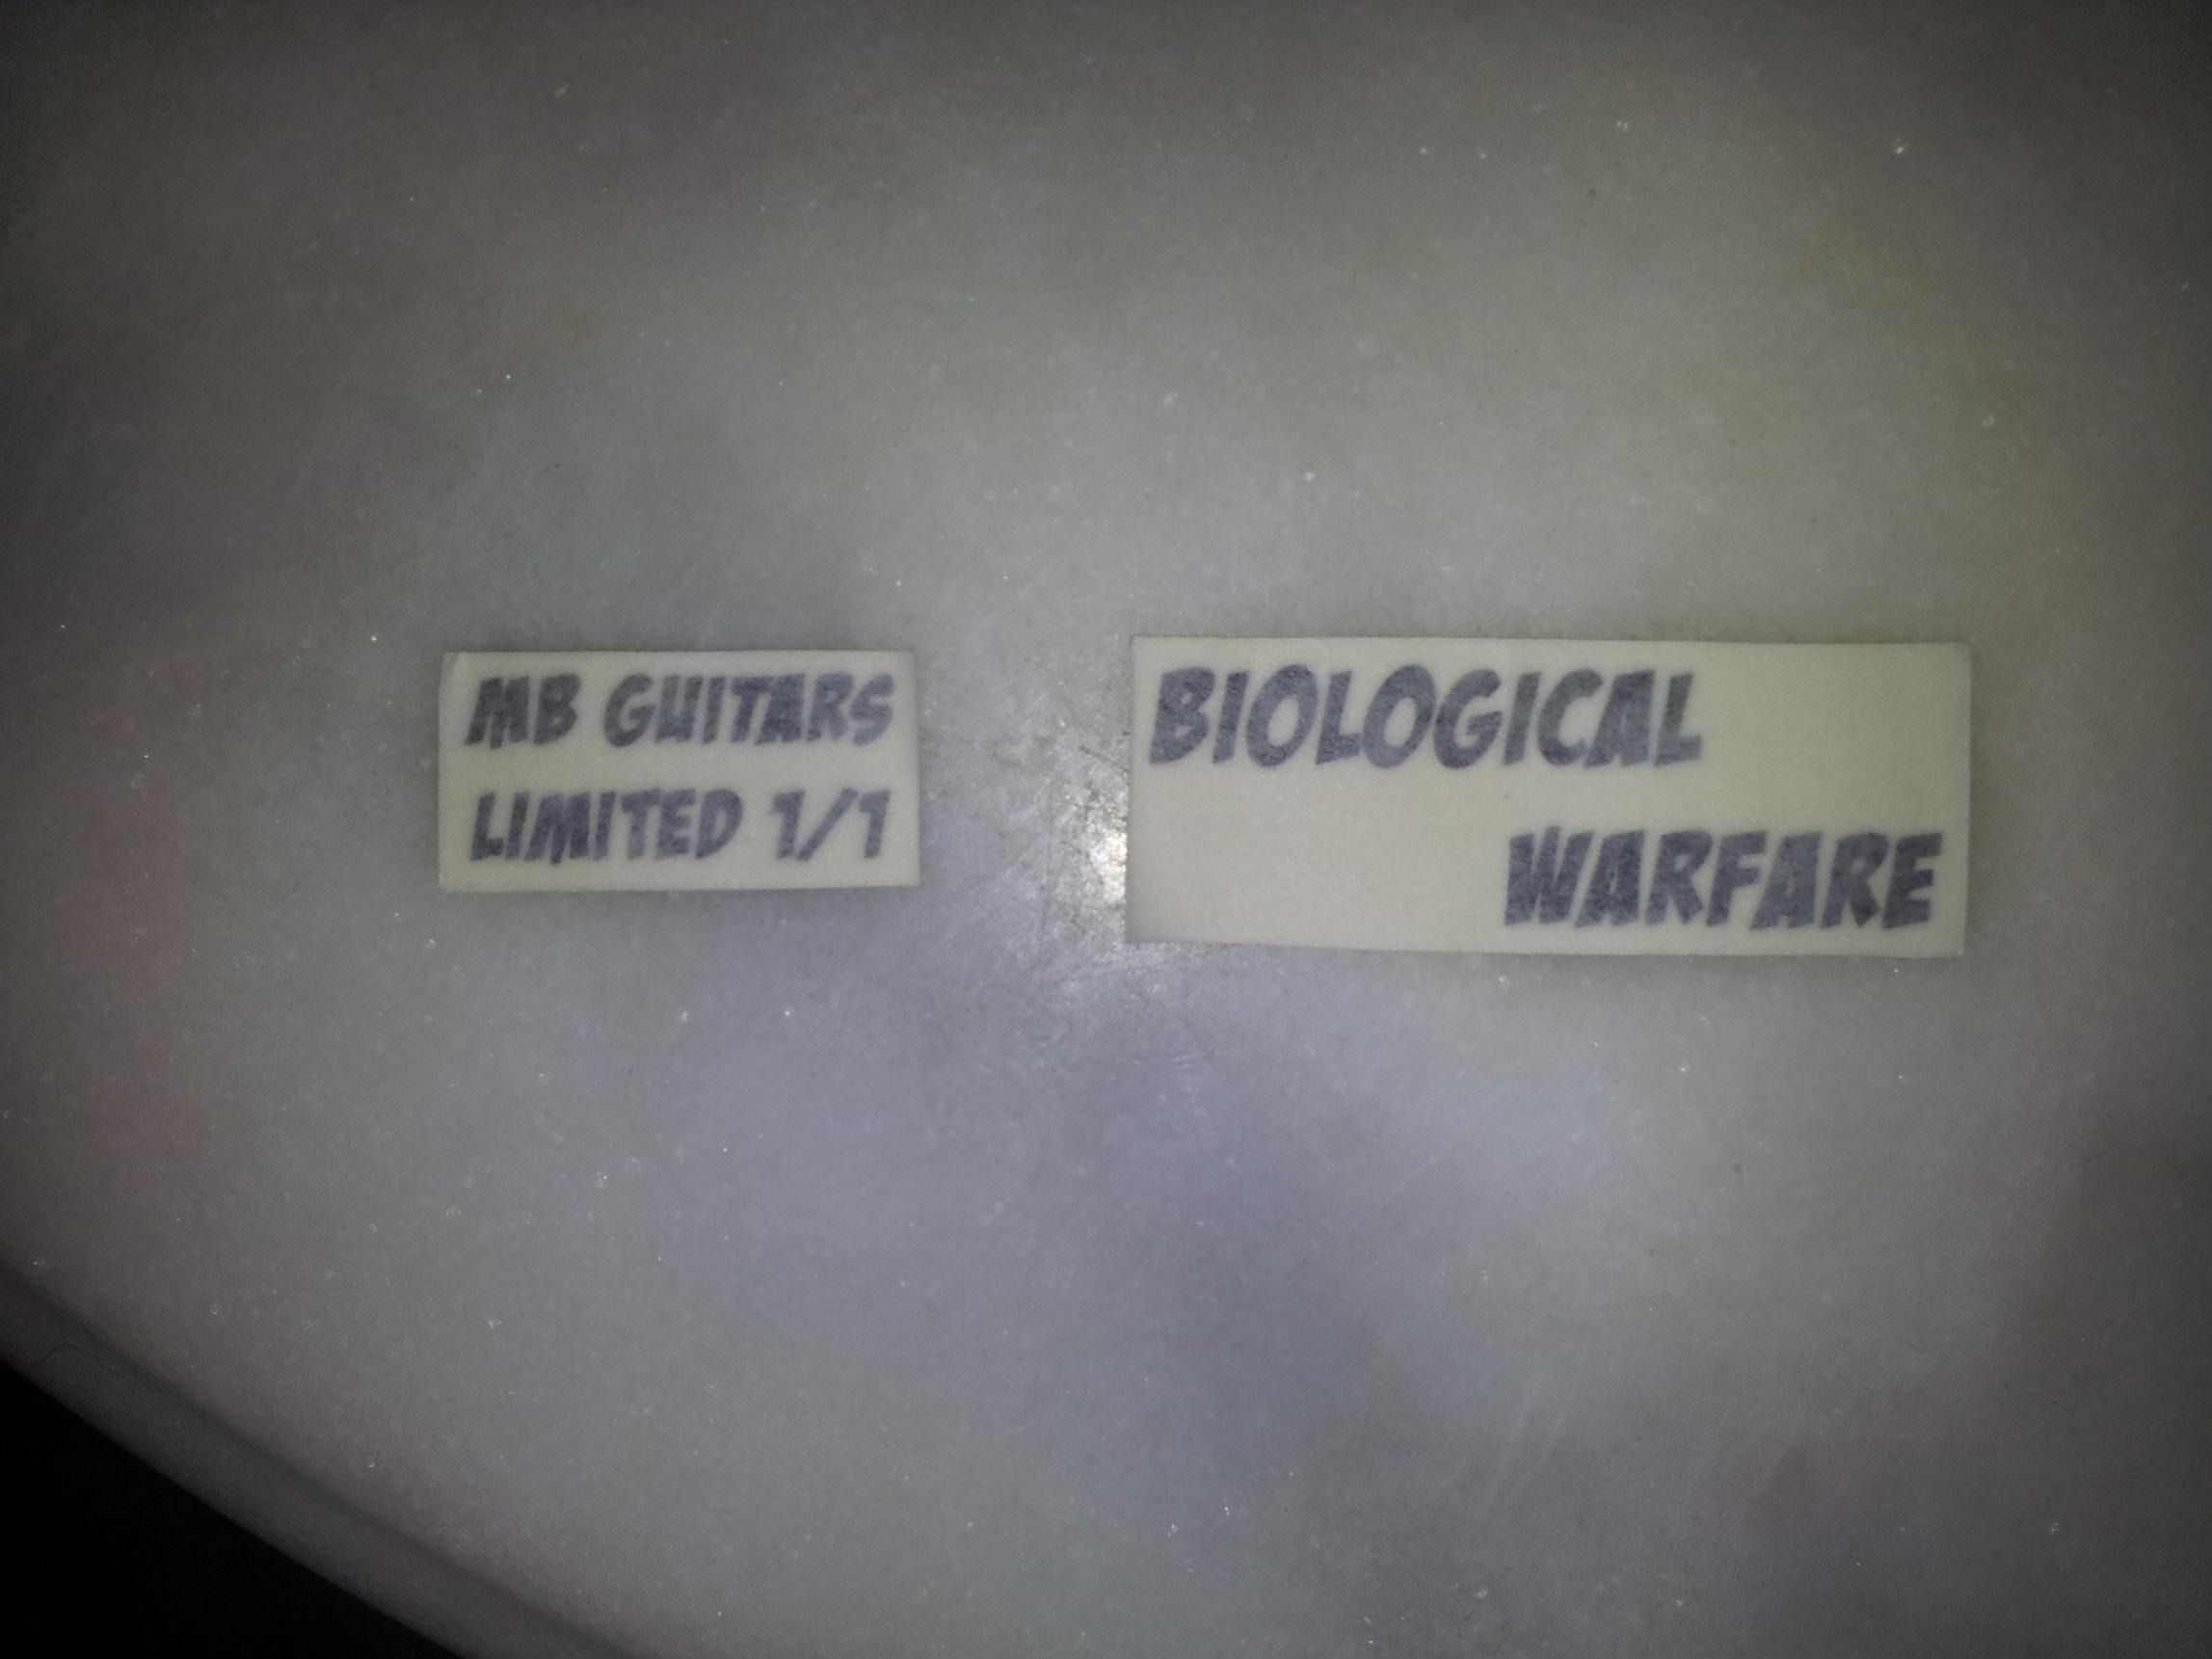 MB GUITARS
LIMITED 1/1
BIOLOGICAL
WARFARE